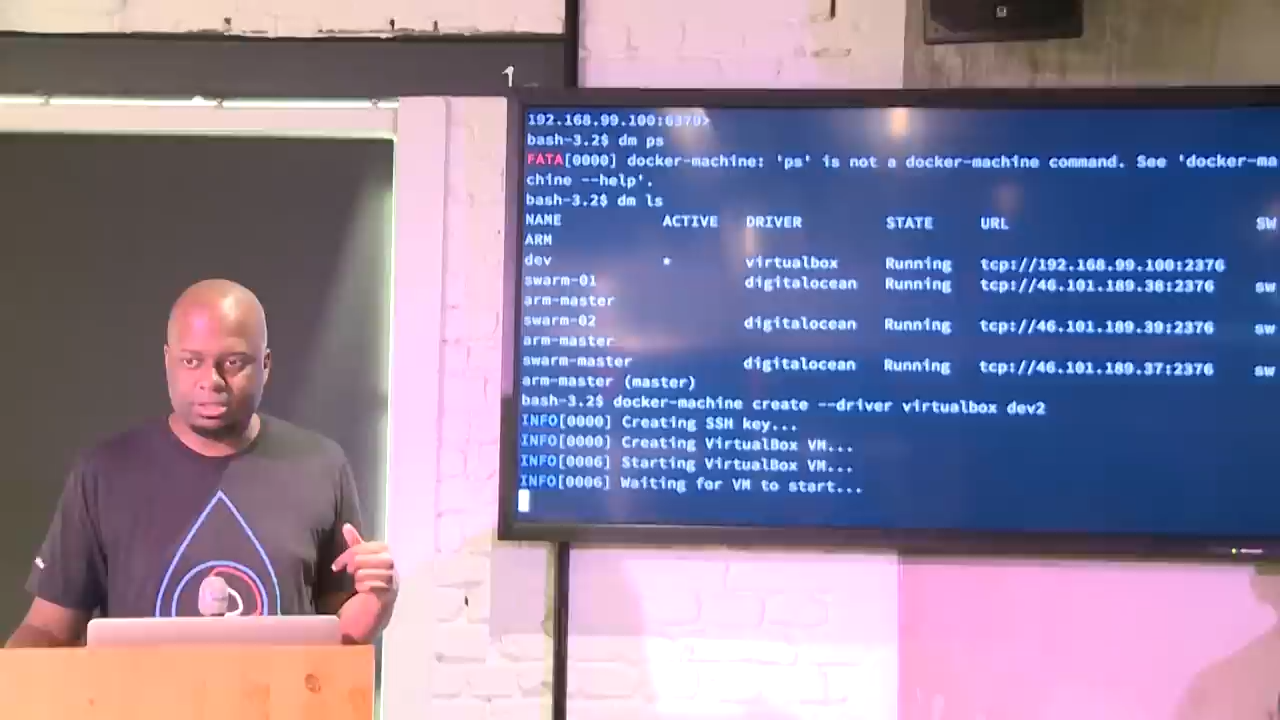 192.168.99.100:6379>
bash-3.2$ dm ps
FATA[0000] docker-machine: 'ps' is not a docker-machine command. See 'docker-ma
chine --help'.
bash-3.2$ dm ls
NAME ACTIVE DRIVER STATE URL SW
ARM
dev * virtualbox Running tcp://192.168.99.100:2376
swarm-01 digitalocean Running tcp://46.101.189.38:2376 sw
arm-master
swarm-02 digitalocean Running tcp://46.101.189.39:2376 sw
arm-master
swarm-master digitalocean Running tcp://46.101.189.37:2376 sw
arm-master (master)
bash-3.2$ docker-machine create --driver virtualbox dev2
INFO[0000] Creating SSH key...
INFO[0000] Creating VirtualBox VM...
INFO[0006] Starting VirtualBox VM...
INFO[0006] Waiting for VM to start...